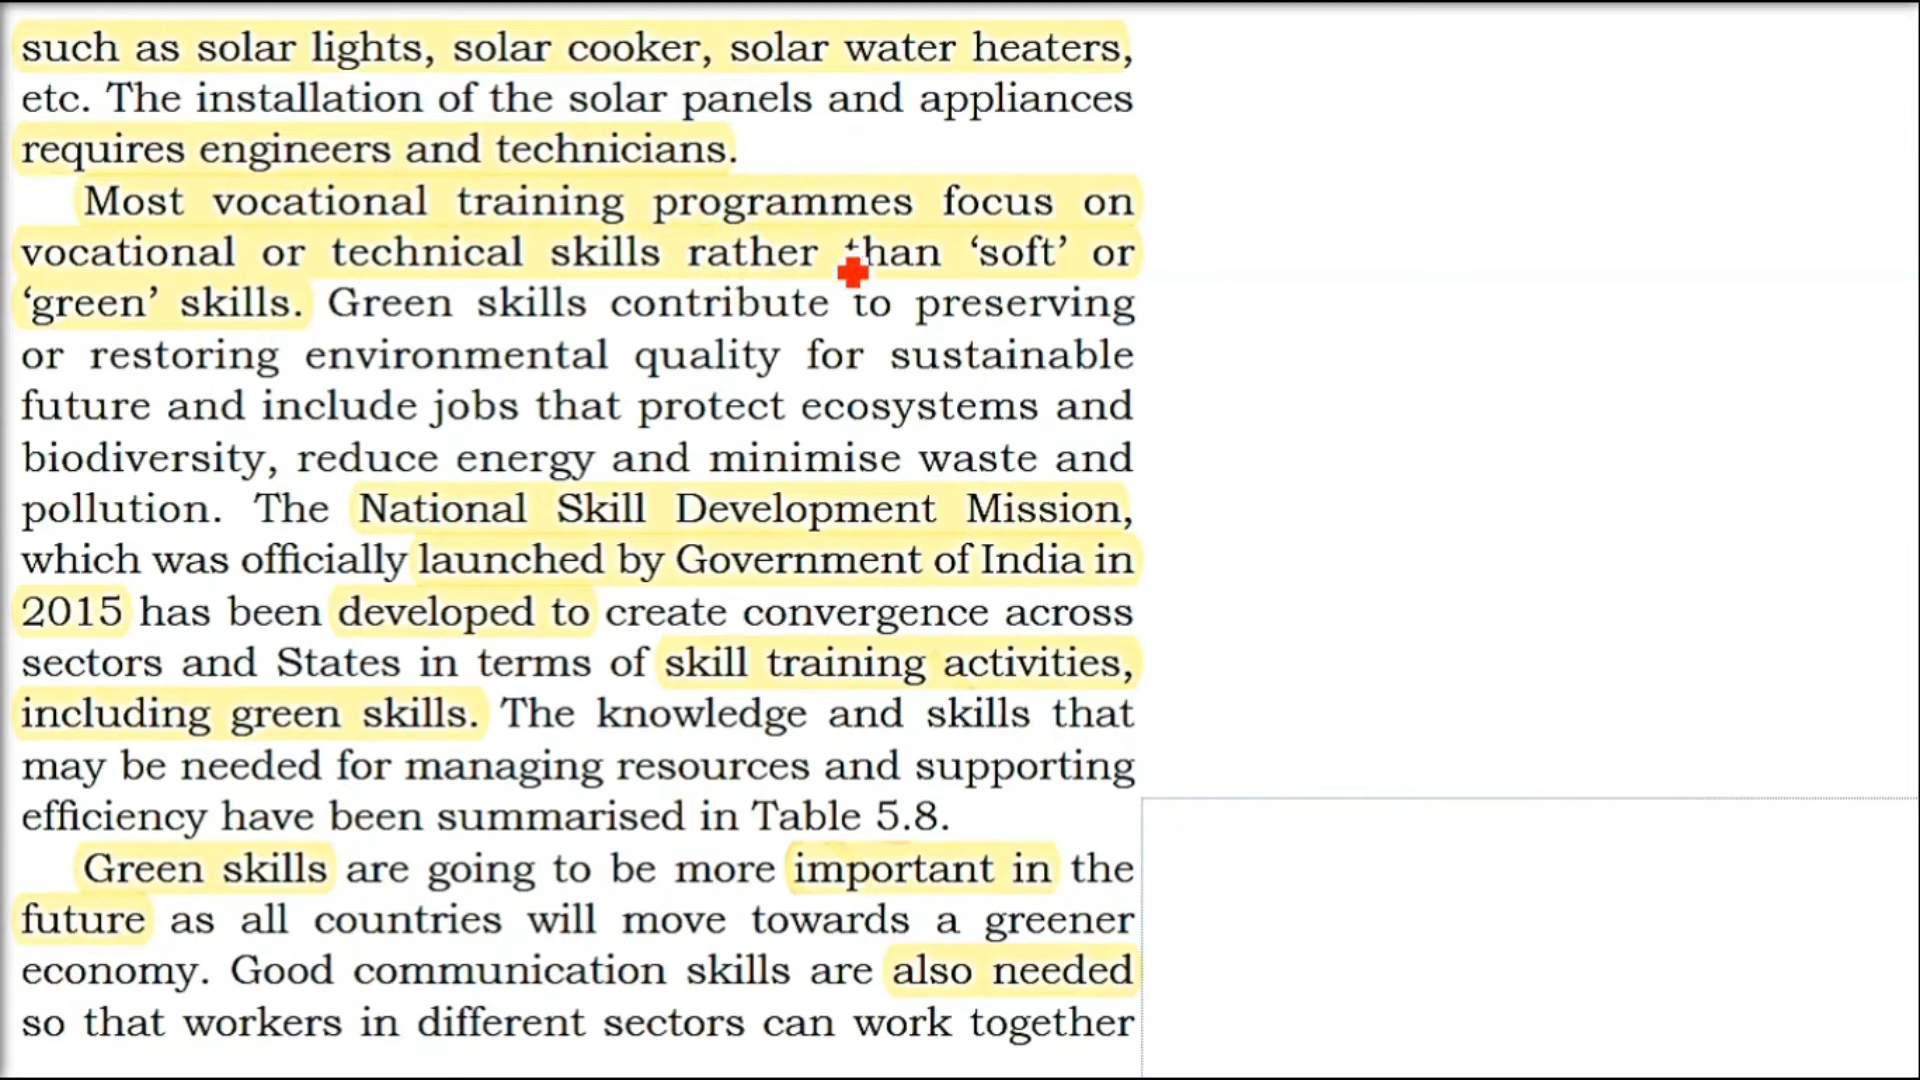 such as solar lights, solar cooker, solar water heaters,
etc. The installation of the solar panels and appliances
requires engineers and technicians.
Most vocational training programmes focus on
vocational or technical skills rather than ‘soft’ or
‘green’ skills. Green skills contribute to preserving
or restoring environmental quality for sustainable
future and include jobs that protect ecosystems and
biodiversity, reduce energy and minimise waste and
pollution. The National Skill Development Mission,
which was officially launched by Government of India in
2015 has been developed to create convergence across
sectors and States in terms of skill training activities,
including green skills. The knowledge and skills that
may be needed for managing resources and supporting
efficiency have been summarised in Table 5.8.
Green skills are going to be more important in the
future as all countries will move towards a greener
economy. Good communication skills are also needed
so that workers in different sectors can work together